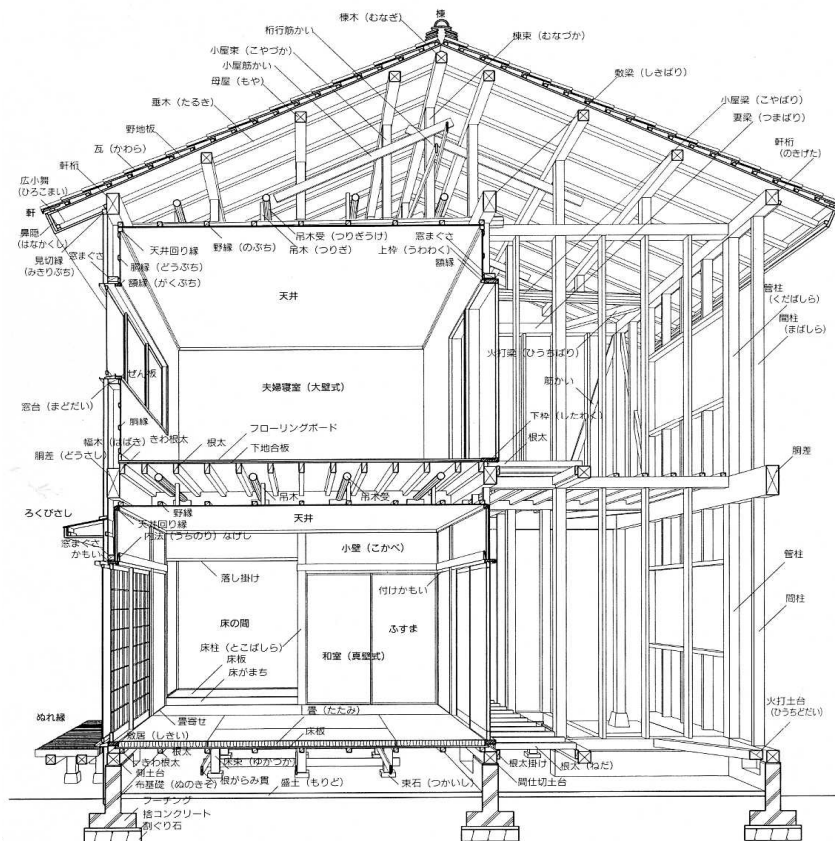 棟
棟木（むなぎ）
桁行筋かい
棟束（むなづか）
小屋束（こやづか）
小屋筋かい
母屋（もや）
敷梁（しきばり）
垂木（たるき）
小屋梁（こやばり）
妻梁（つまばり）
野地板
瓦（かわら）
軒桁
軒桁
（のきげた）
広小舞
（ひろこまい）
軒
鼻隠
（はなかくし）
見切縁
（みきりぶち）
窓まぐさ
天井回り縁
胴縁（どうぶち）
額縁（がくぶち）
野縁（のぶち）
吊木受（つりぎうけ）
吊木（つりぎ）
窓まぐさ
上枠（うわわく）
額縁
天井
管柱
（くだばしら）
間柱
（まばしら）
火打梁（ひうちばり）
筋かい
ぜん板
夫婦寝室（大壁式）
窓台（まどだい）
胴縁
下枠（したわく）
根太
幅木（はばき）
きわ根太
根太
フローリングボード
下地合板
胴差（どうさし）
胴差
吊木
吊木受
野縁
天井
ろくびさし
天井回り縁
内法（うちのり）なげし
窓まぐさ
かもい
小壁（こかべ）
落し掛け
付けかもい
管柱
間柱
床の間
ふすま
床柱（とこばしら）
床板
床がまち
和室（真壁式）
火打土台
（ひうちどだい）
ぬれ縁
畳寄せ
畳（たたみ）
敷居（しきい）
床板
根太
きわ根太
側土台
布基礎（ぬのきそ）
床束（ゆかづか）
根がらみ貫
盛土（もりど）
束石（つかいし）
根太掛け
根太（ねだ）
間仕切土台
フーチング
捨コンクリート
割ぐり石